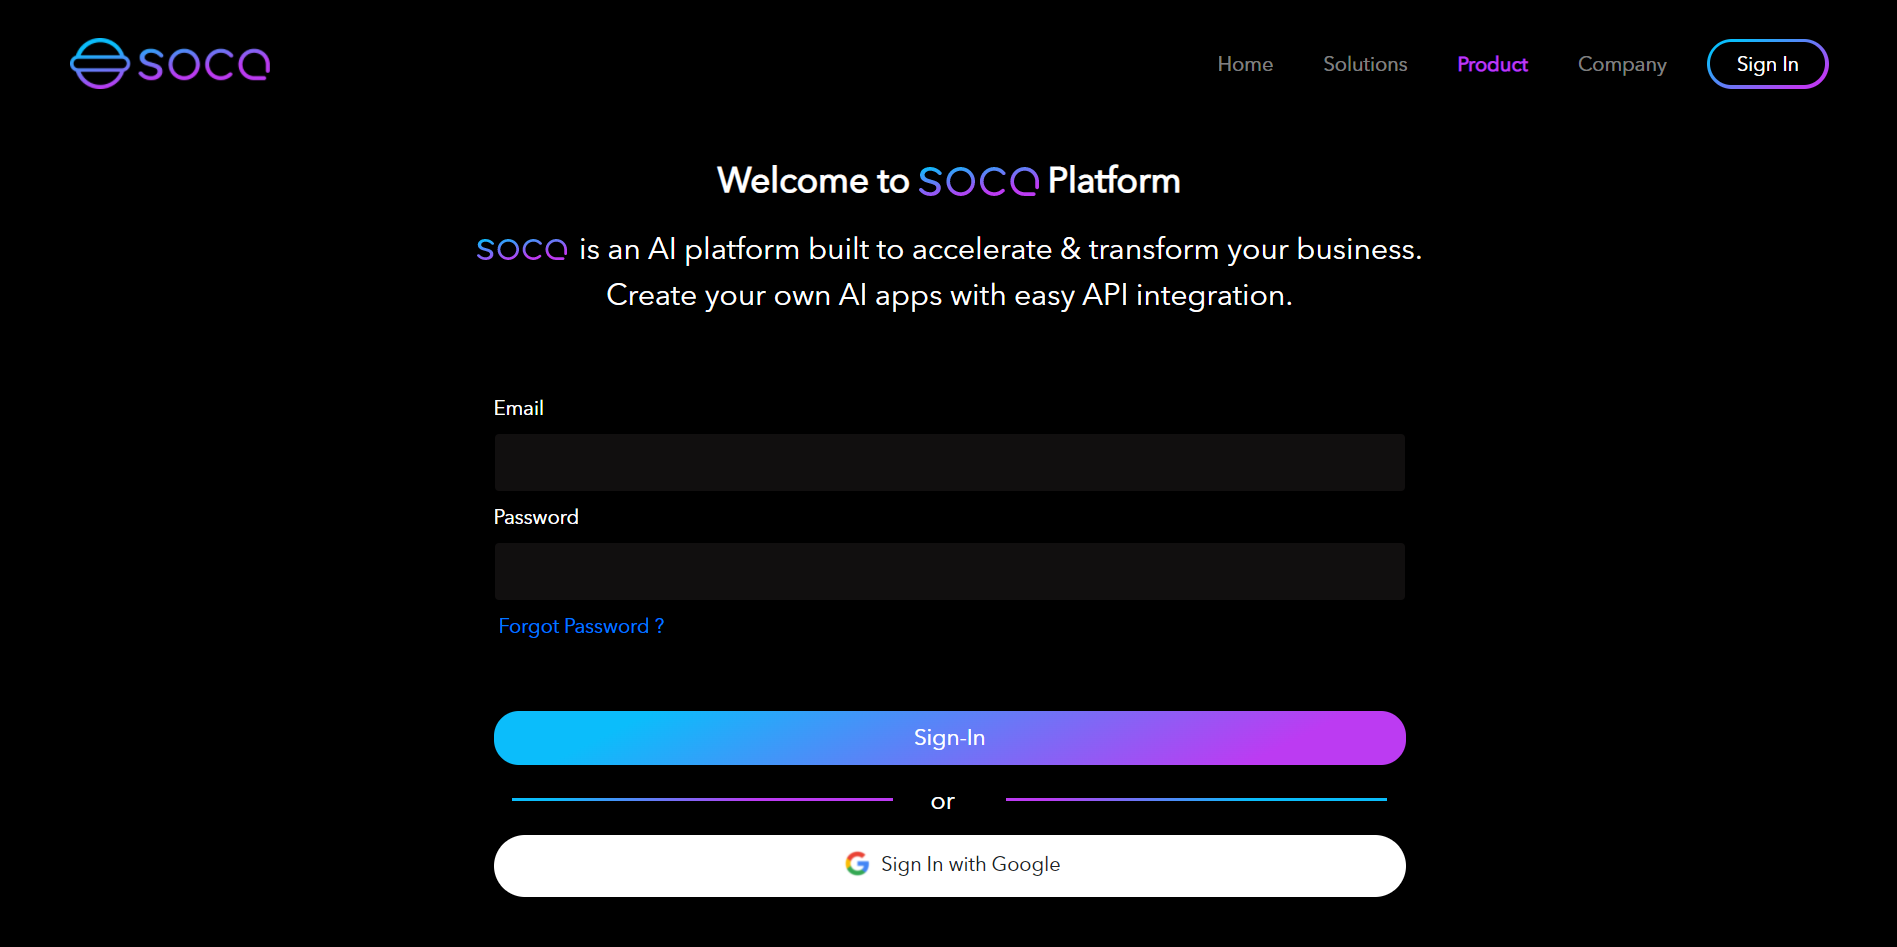 soca
Home
Solutions
Product
Company
Sign In
Welcome to soca Platform
soca is an AI platform built to accelerate & transform your business.
Create your own AI apps with easy API integration.
Email
Password
Forgot Password ?
Sign-In
or
Sign In with Google